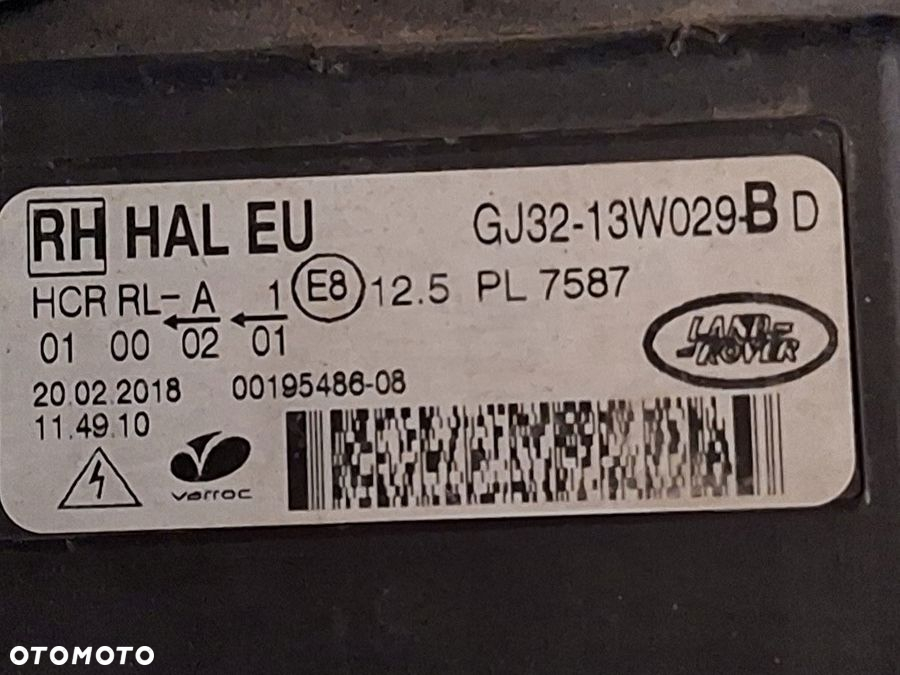 RH HAL EU GJ32-13W029-B D
HCR RL- A 1 E8 12.5 PL 7587
01 00 02 01
LAND-
-ROVER
20.02.2018 00195486-08
11.49.10
varroc
OTOMOTO